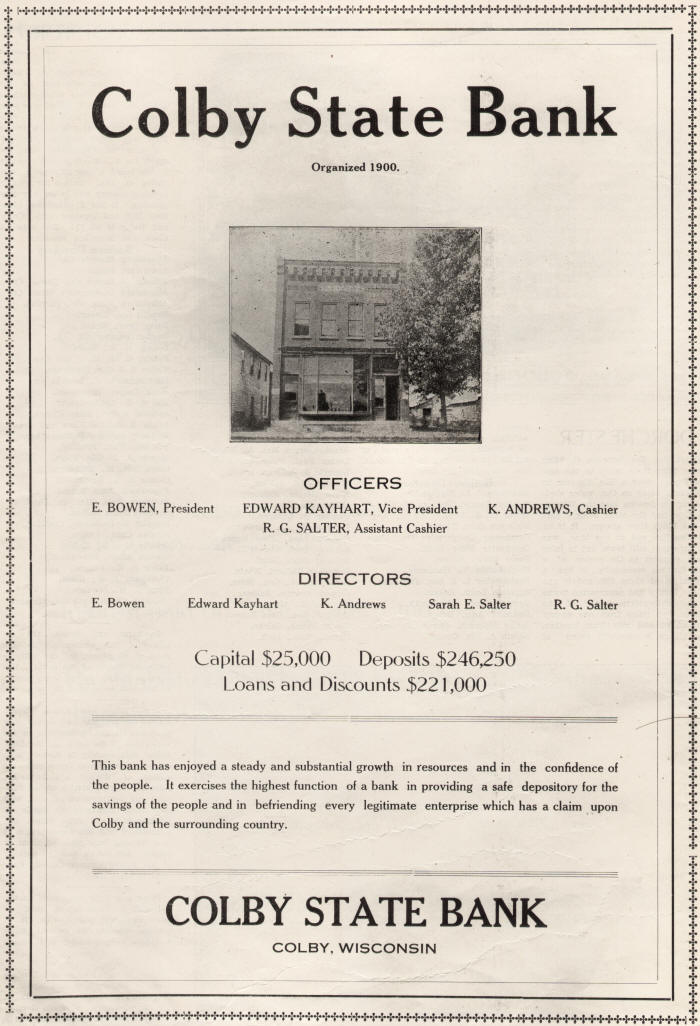 Colby State Bank
Organized 1900.
OFFICERS
E. BOWEN, President EDWARD KAYHART, Vice President K. ANDREWS, Cashier
R. G. SALTER, Assistant Cashier
DIRECTORS
E. Bowen Edward Kayhart K. Andrews Sarah E. Salter R. G. Salter
Capital $25,000 Deposits $246,250
Loans and Discounts $221,000
This bank has enjoyed a steady and substantial growth in resources and in the confidence of
the people. It exercises the highest function of a bank in providing a safe depository for the
savings of the people and in befriending every legitimate enterprise which has a claim upon
Colby and the surrounding country.
COLBY STATE BANK
COLBY, WISCONSIN